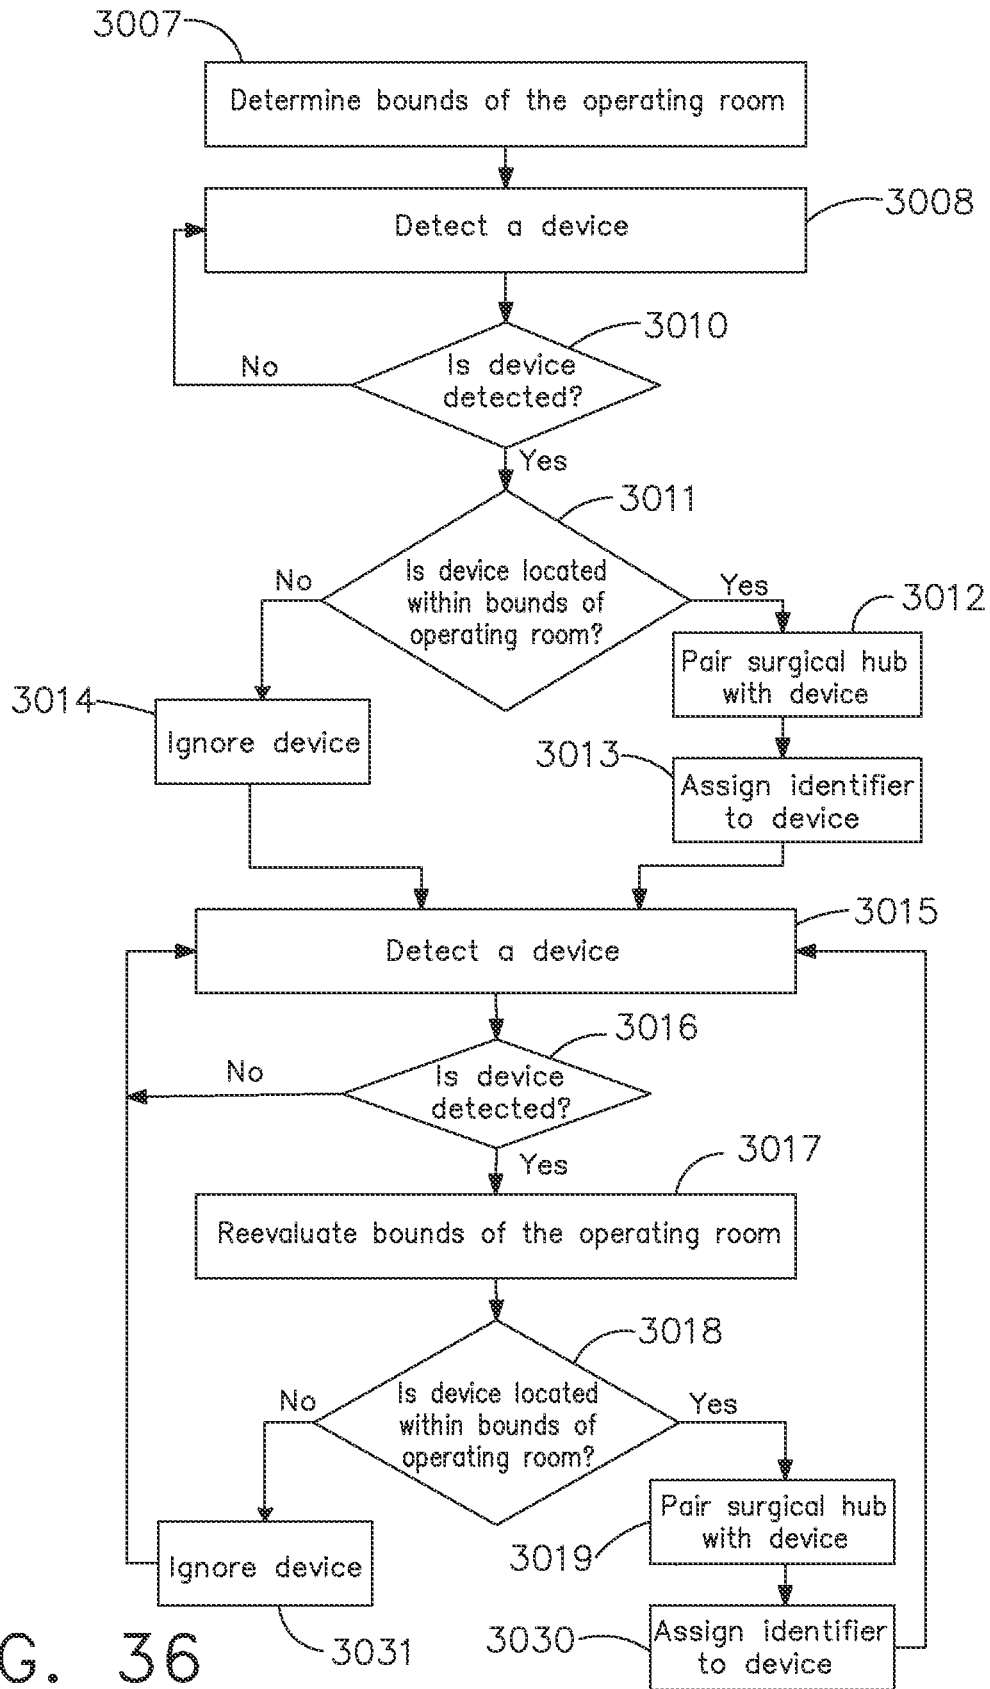 3007
Determine bounds of the operating room
3008
Detect a device
3010
Is device
detected?
No
Yes
3011
Is device located
within bounds of
operating room?
No
Yes
3012
Pair surgical hub
with device
3014
Ignore device
3013
Assign identifier
to device
3015
Detect a device
3016
Is device
detected?
No
Yes
3017
Reevaluate bounds of the operating room
3018
Is device located
within bounds of
operating room?
No
Yes
Pair surgical hub
with device
3019
Ignore device
3031
3030
Assign identifier
to device
G. 36